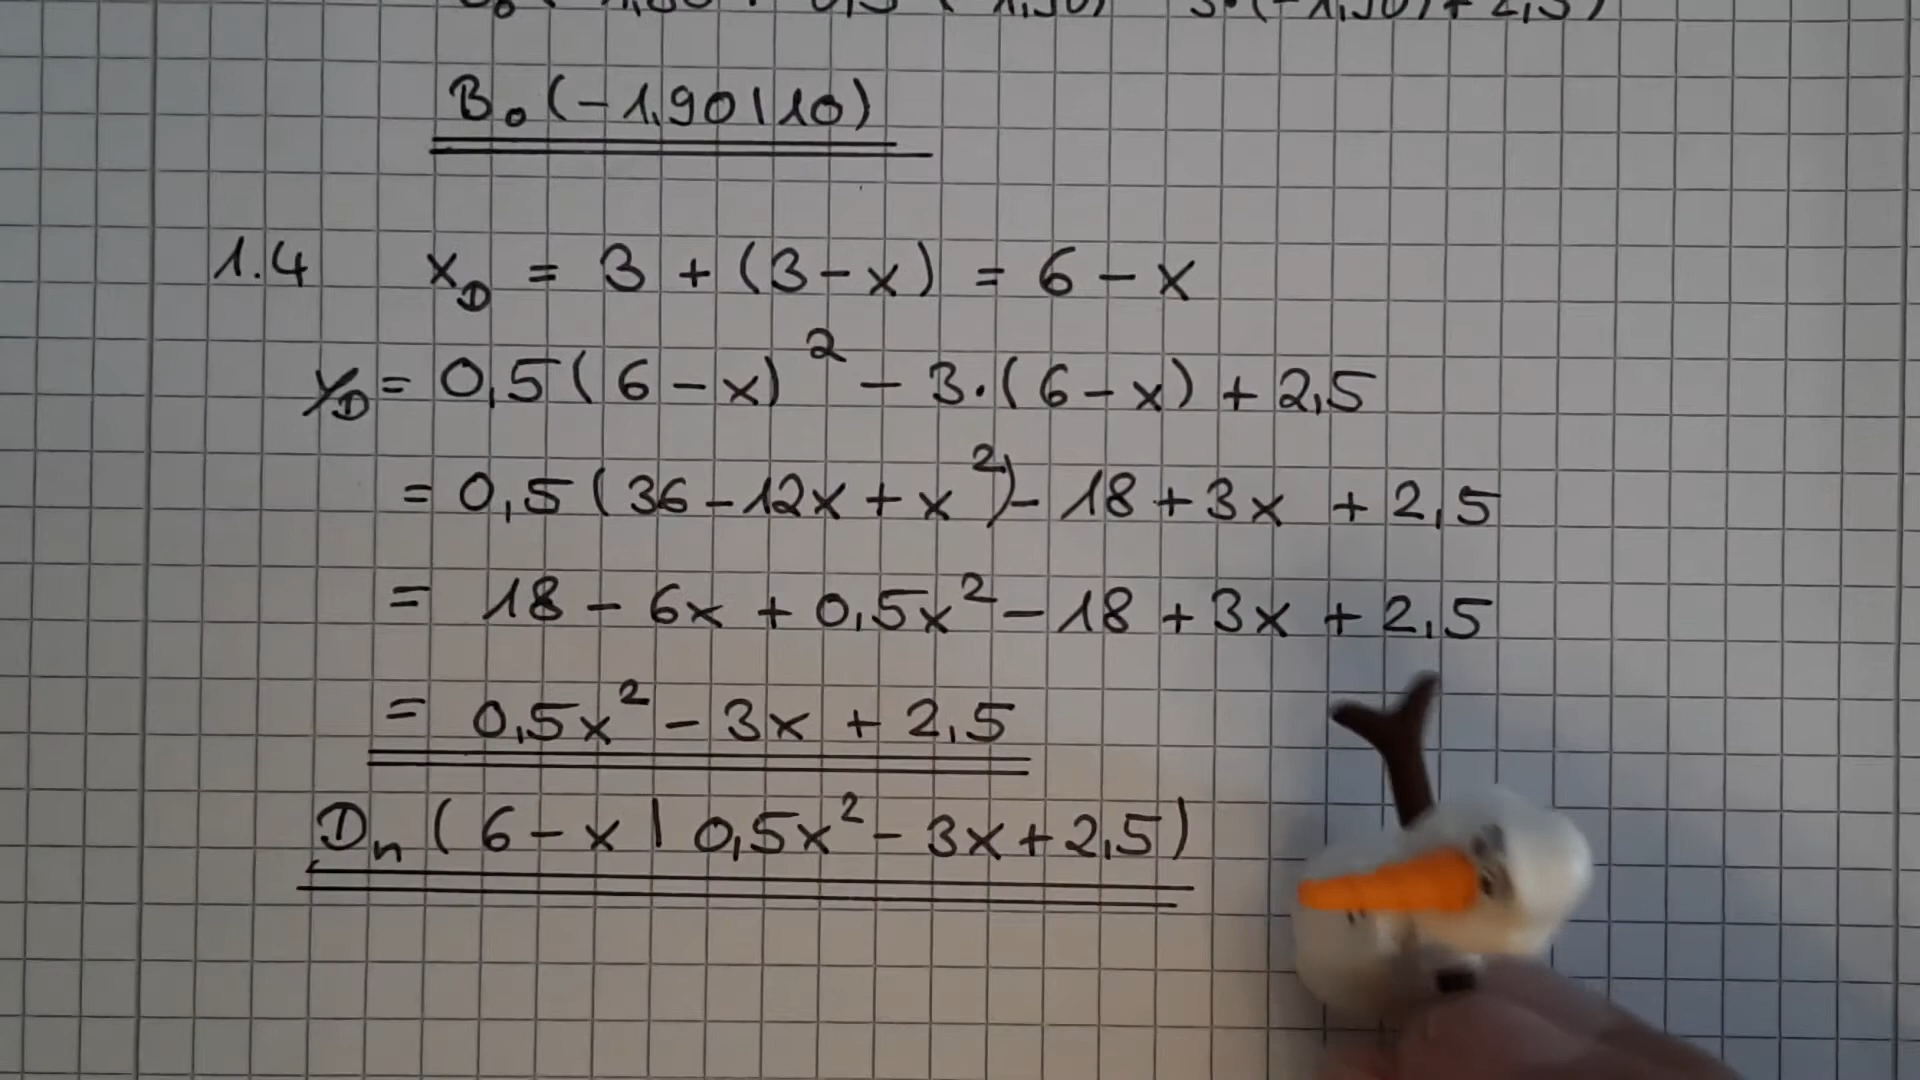 B₀(-1,90|10)
1.4 x_D = 3 + (3-x) = 6 - x
y_D = 0,5(6-x)² - 3·(6-x) + 2,5
= 0,5(36-12x+x²) - 18 + 3x + 2,5
= 18 - 6x + 0,5x² - 18 + 3x + 2,5
= 0,5x² - 3x + 2,5
Dₙ(6-x | 0,5x² - 3x + 2,5)